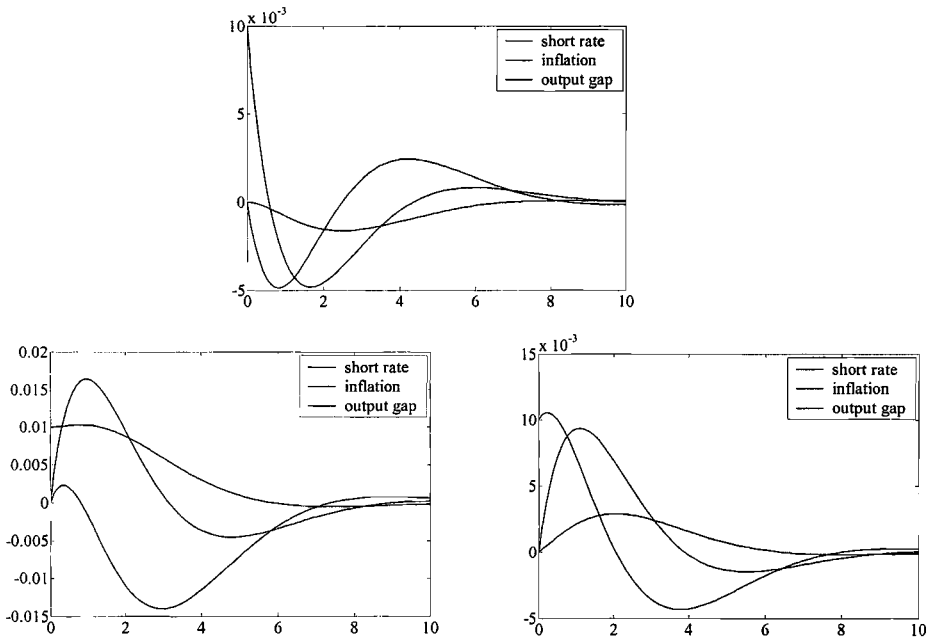 10 x 10-3
short rate
inflation
output gap
5
0
-5
0 2 4 6 8 10
0.02
short rate
inflation
output gap
0.015
0.01
0.005
0
-0.005
-0.01
-0.015
0 2 4 6 8 10
15 x 10-3
short rate
inflation
output gap
10
5
0
-5
0 2 4 6 8 10